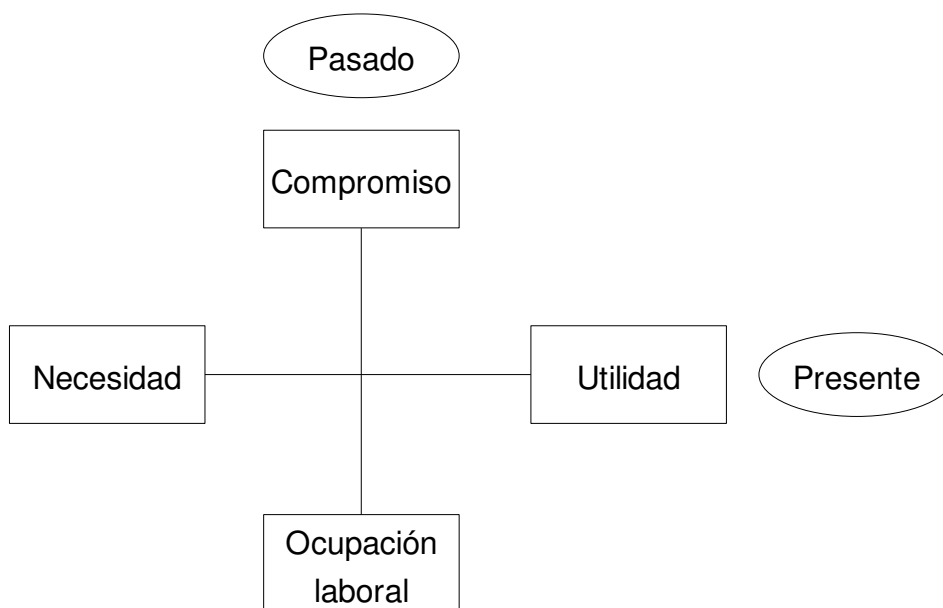 Pasado
Compromiso
Necesidad
Utilidad
Presente
Ocupación
laboral